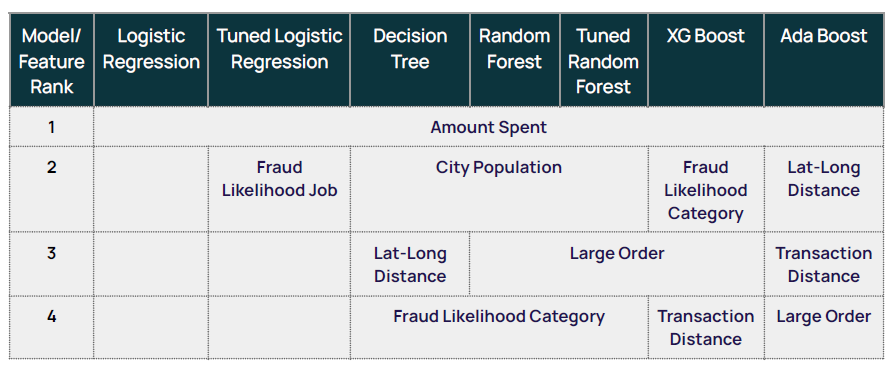 Model/ Feature Rank | Logistic Regression | Tuned Logistic Regression | Decision Tree | Random Forest | Tuned Random Forest | XG Boost | Ada Boost
1 | Amount Spent
2 | Fraud Likelihood Job | City Population | Fraud Likelihood Category | Lat-Long Distance
3 | Lat-Long Distance | Large Order | Transaction Distance
4 | Fraud Likelihood Category | Transaction Distance | Large Order